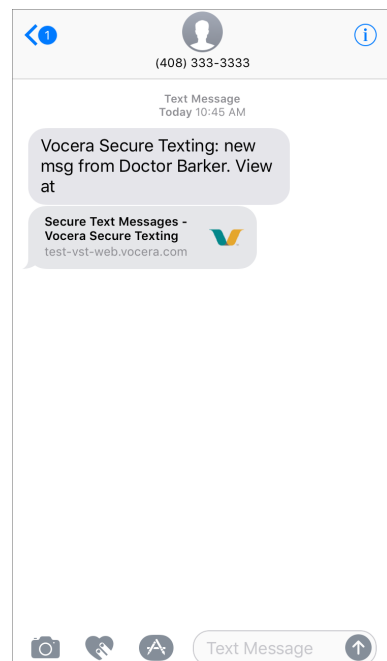 1
(408) 333-3333
Text Message
Today 10:45 AM
Vocera Secure Texting: new
msg from Doctor Barker. View
at
Secure Text Messages -
Vocera Secure Texting
test-vst-web.vocera.com
Text Message